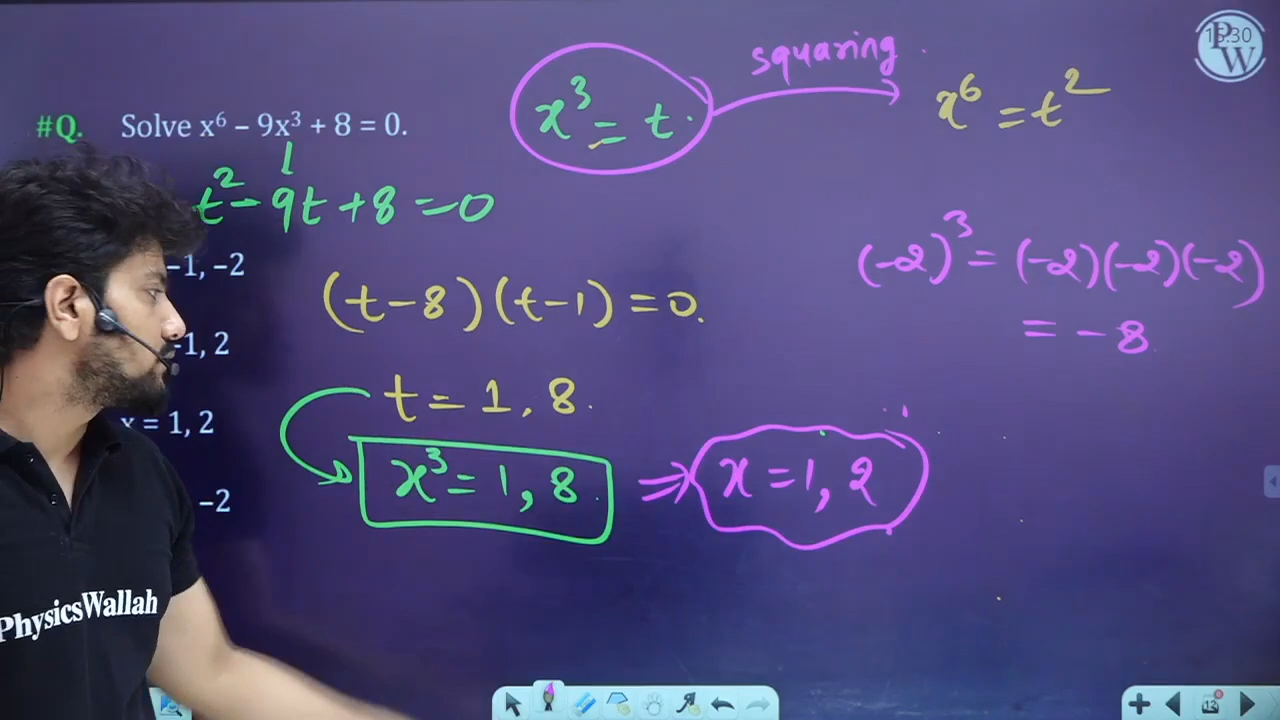 squaring
x³ = t.
x⁶ = t²
PW
#Q. Solve x⁶ – 9x³ + 8 = 0.
t² - 9t + 8 = 0
–1, –2
(t-8)(t-1) = 0.
(-2)³ = (-2)(-2)(-2)
= -8
–1, 2
t = 1, 8.
x = 1, 2
x³ = 1, 8. ⇒ x = 1, 2
–2
PhysicsWallah